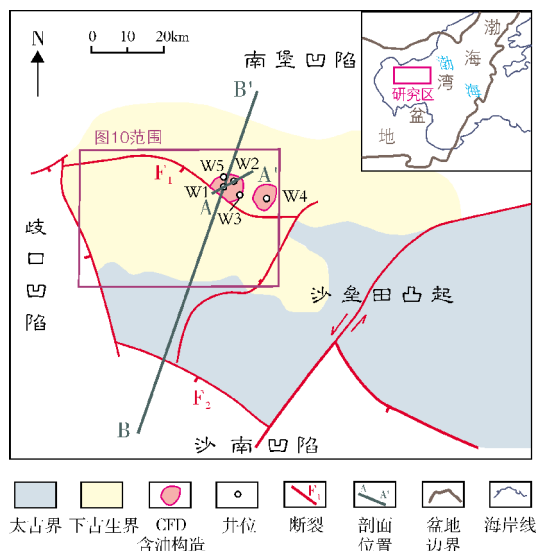 N
0 10 20km
南堡凹陷
B'
渤
海
湾
盆
地
渤
海
研究区
图10范围
F₁
W5
W2
W1
A'
A
W4
W3
歧口凹陷
沙垒田凸起
F₂
B
沙南凹陷
F₁
A
A'
太古界
下古生界
CFD
含油构造
井位
断裂
剖面
位置
盆地
边界
海岸线